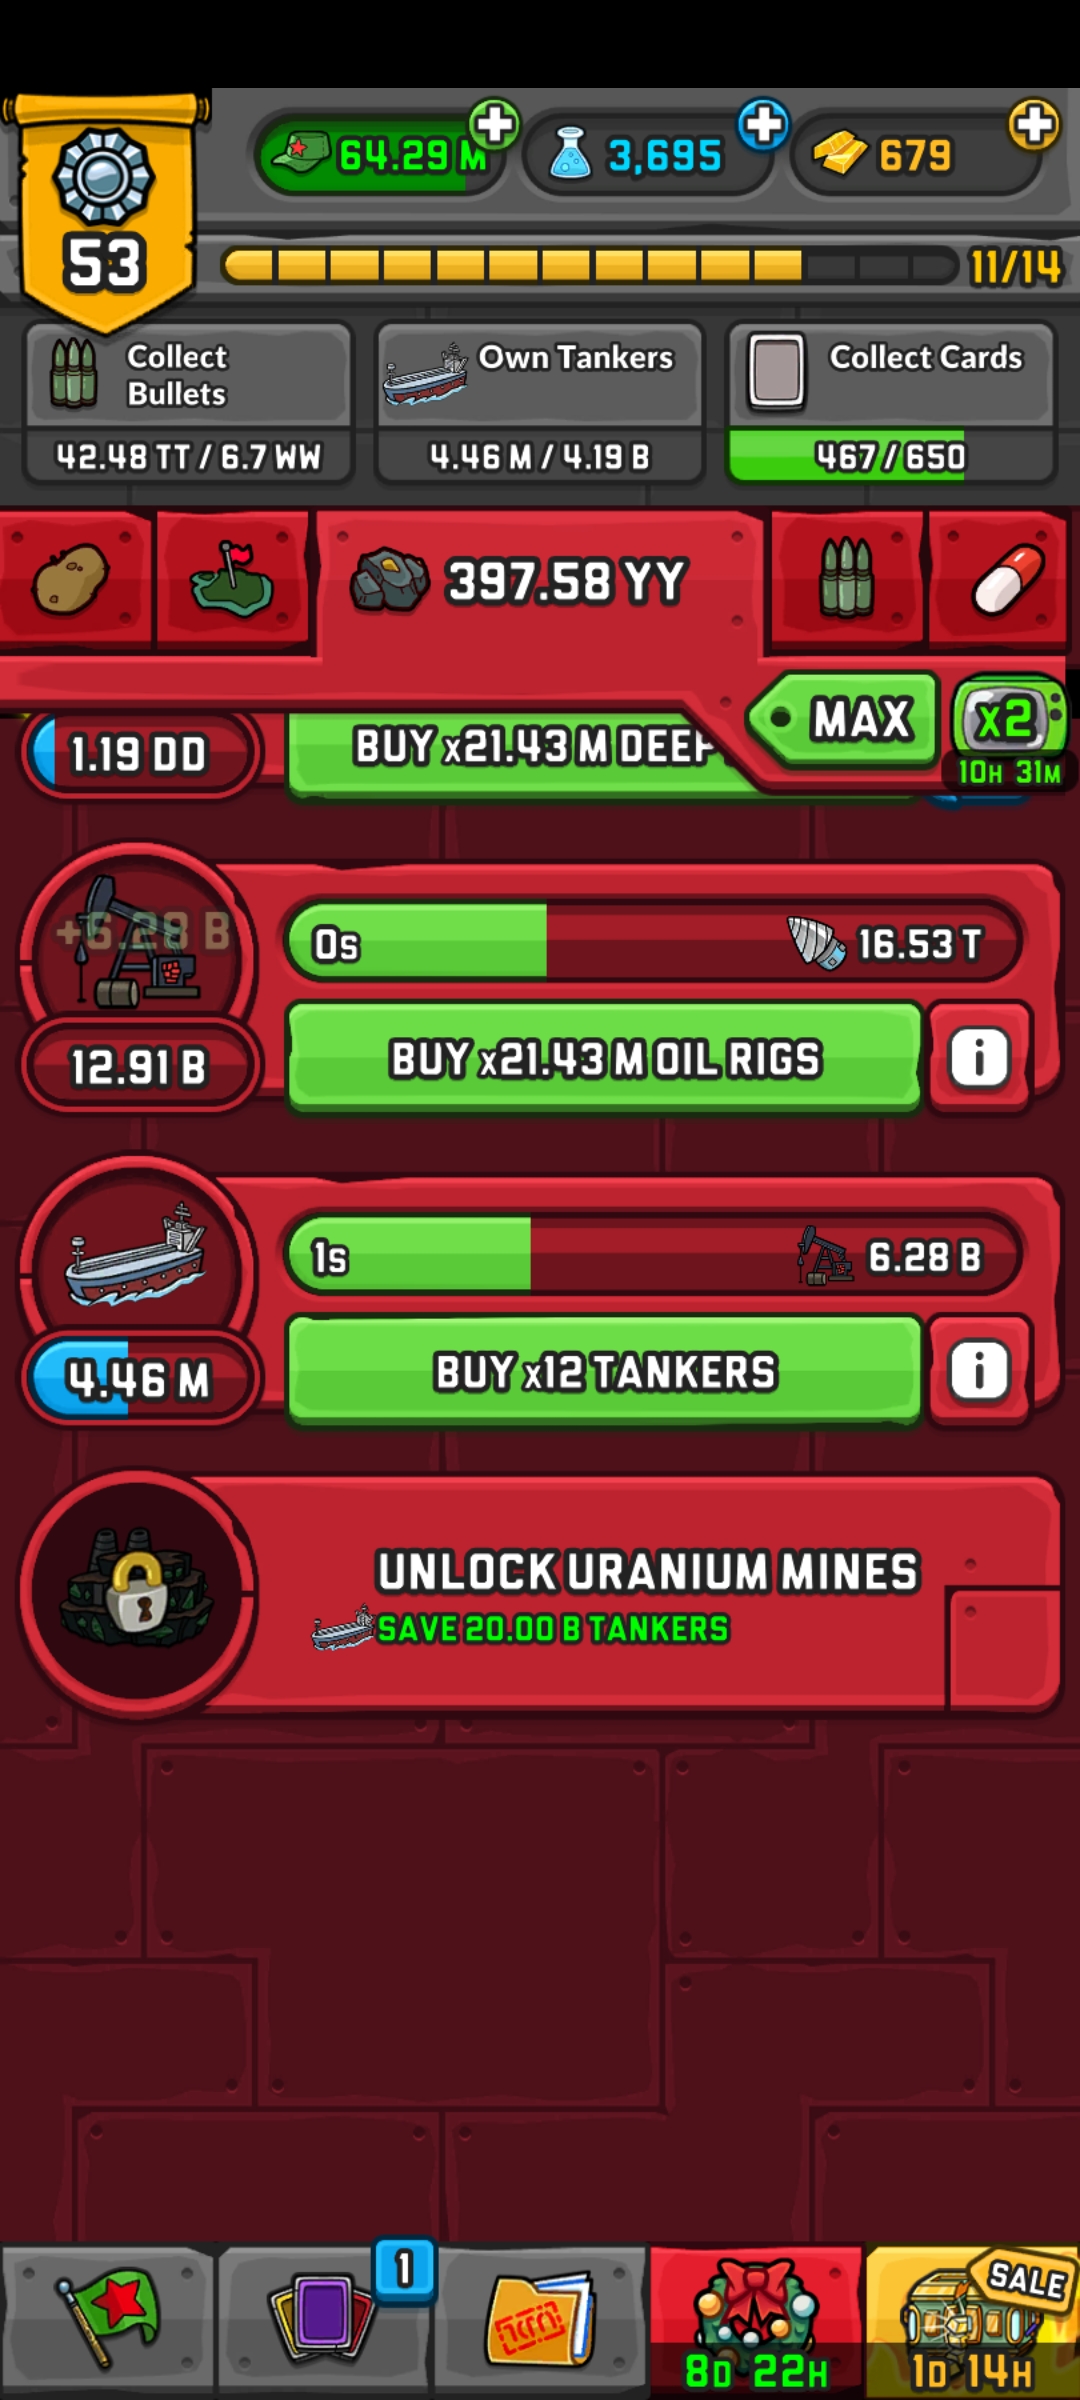 64.29 M
3,695
679
53
11/14
Collect
Bullets
Own Tankers
Collect Cards
42.48 TT / 6.7 WW
4.46 M / 4.19 B
467 / 650
397.58 YY
MAX
x2
10H 31M
1.19 DD
BUY x21.43 M DEEP
+6.28 B
0s
16.53 T
12.91 B
BUY x21.43 M OIL RIGS
i
1s
6.28 B
4.46 M
BUY x12 TANKERS
i
UNLOCK URANIUM MINES
SAVE 20.00 B TANKERS
1
SALE
8D 22H
1D 14H